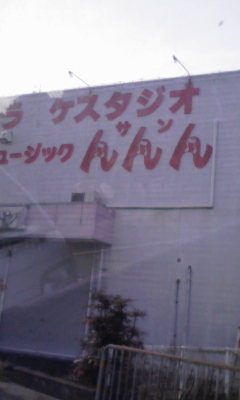 ラ ケスタジオ
サン
ュージック んんん